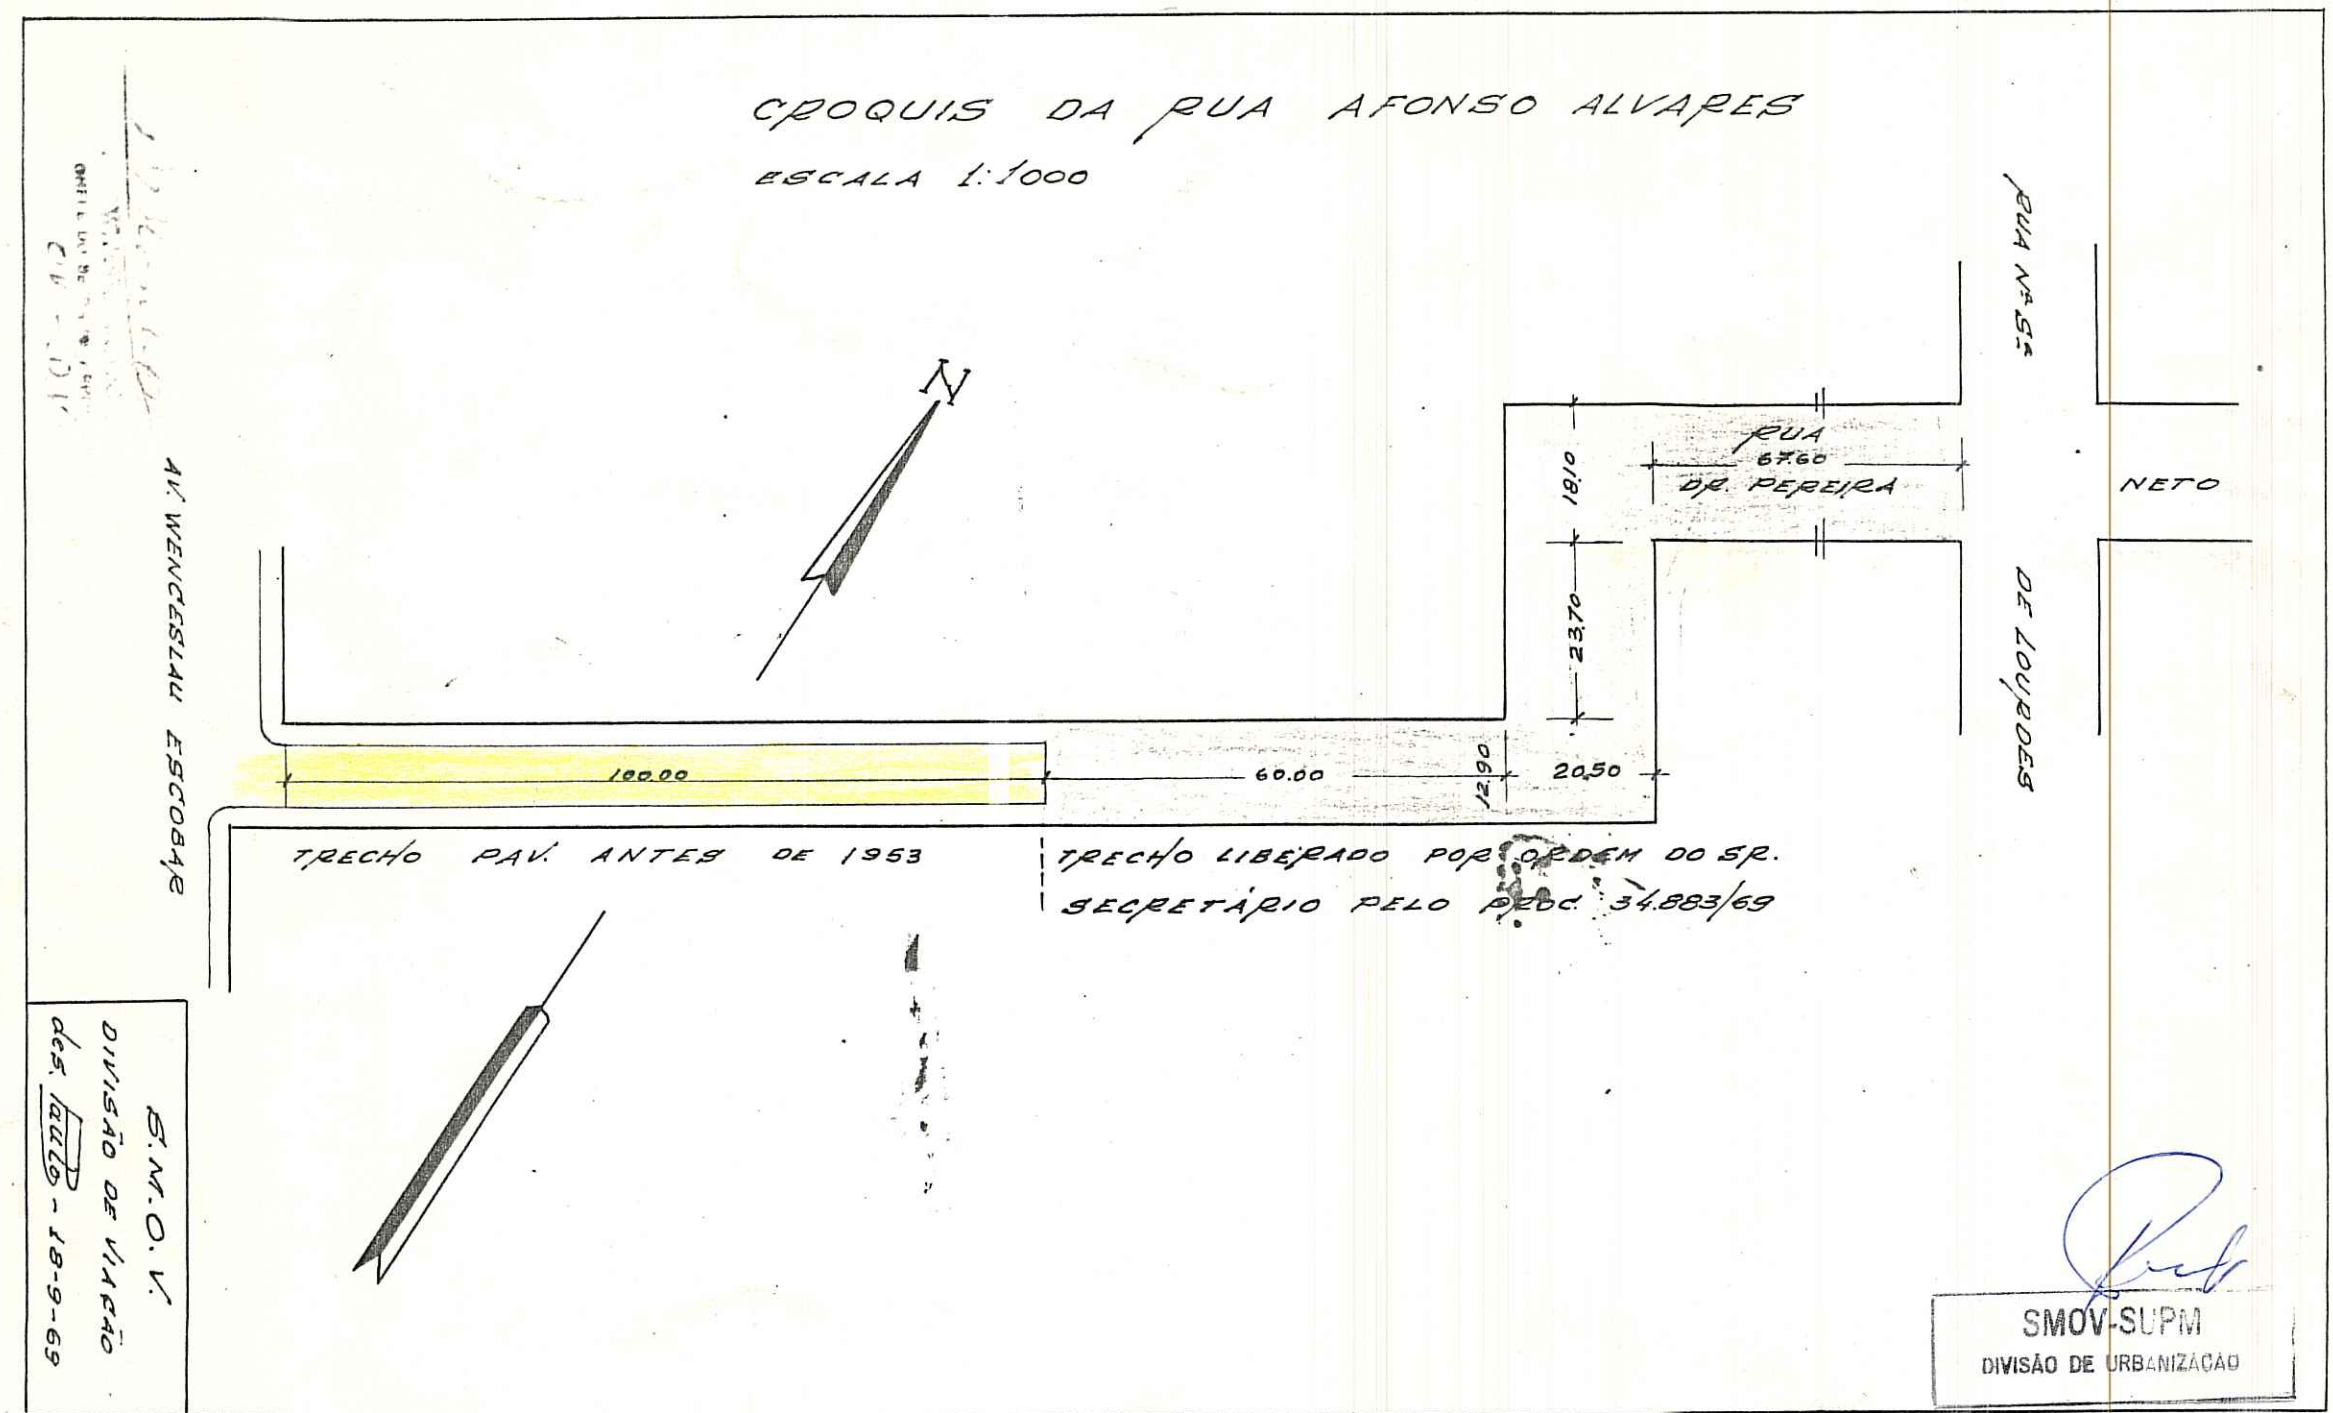 CROQUIS DA RUA AFONSO ALVARES
ESCALA 1:1000
N
RUA Nª Sª
DE LOURDES
RUA
67.60
DR. PEREIRA
NETO
18,10
23,70
AV. WENCESLAU ESCOBAR
100.00
60.00
12,90
20,50
TRECHO PAV. ANTES DE 1953
TRECHO LIBERADO POR ORDEM DO SR.
SECRETÁRIO PELO PROC. 34.883/69
S.M.O.V.
DIVISÃO DE VIAÇÃO
des. Paulo - 18-9-69
SMOV-SUPM
DIVISÃO DE URBANIZAÇÃO